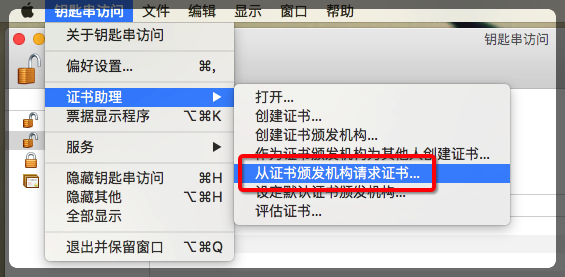 钥匙串访问 文件 编辑 显示 窗口 帮助
钥匙串访问
关于钥匙串访问
偏好设置... ⌘,
证书助理 ▶
票据显示程序 ⌥⌘K
服务 ▶
隐藏钥匙串访问 ⌘H
隐藏其他 ⌥⌘H
全部显示
退出并保留窗口 ⌥⌘Q
打开...
创建证书...
创建证书颁发机构...
作为证书颁发机构为其他人创建证书...
从证书颁发机构请求证书...
设定默认证书颁发机构...
评估证书...